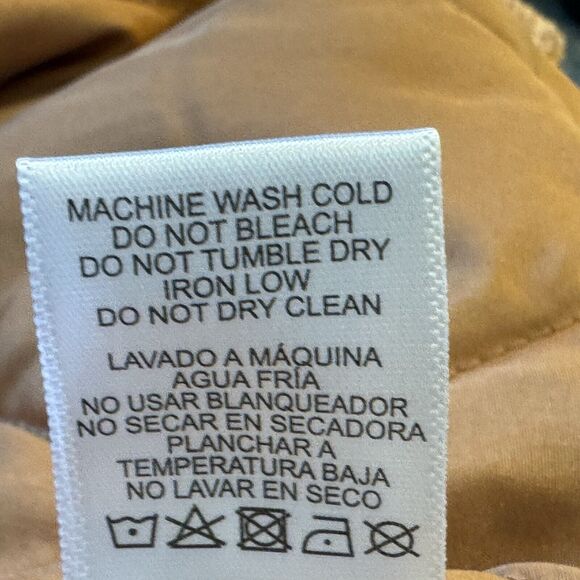 MACHINE WASH COLD
DO NOT BLEACH
DO NOT TUMBLE DRY
IRON LOW
DO NOT DRY CLEAN
LAVADO A MÁQUINA
AGUA FRÍA
NO USAR BLANQUEADOR
NO SECAR EN SECADORA
PLANCHAR A
TEMPERATURA BAJA
NO LAVAR EN SECO